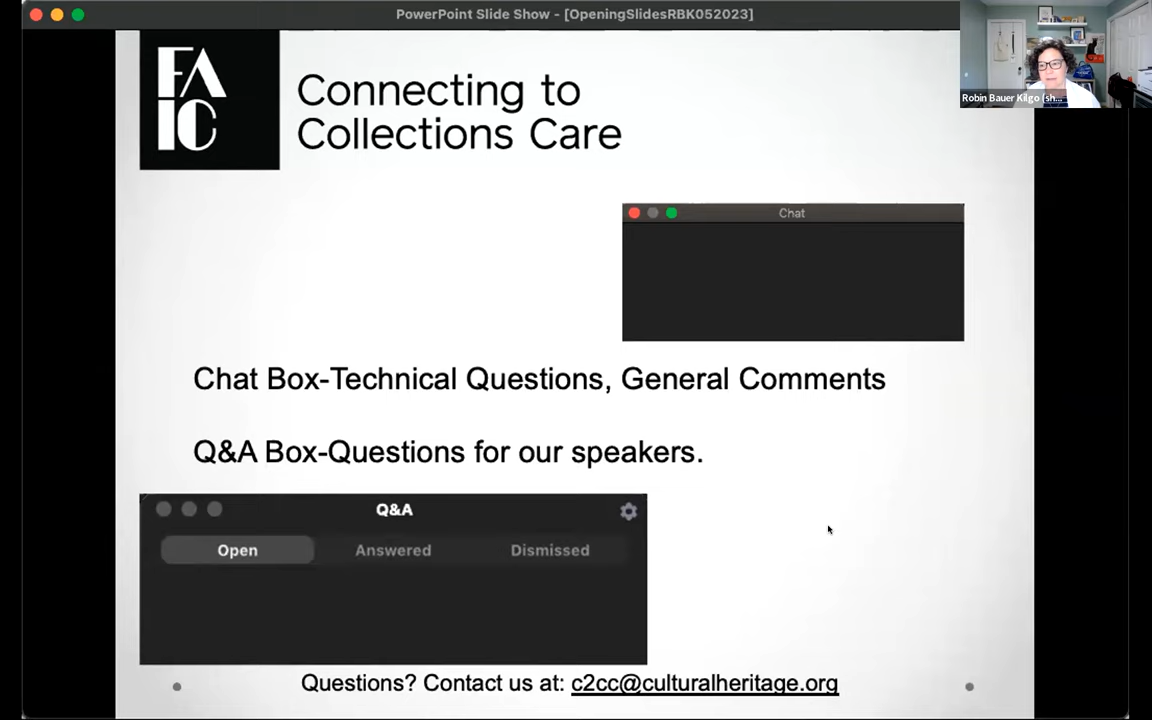 PowerPoint Slide Show - [OpeningSlidesRBK052023]
Robin Bauer Kilgo (sh...
FA
IC
Connecting to
Collections Care
Chat
Chat Box-Technical Questions, General Comments
Q&A Box-Questions for our speakers.
Q&A
Open Answered Dismissed
Questions? Contact us at: c2cc@culturalheritage.org